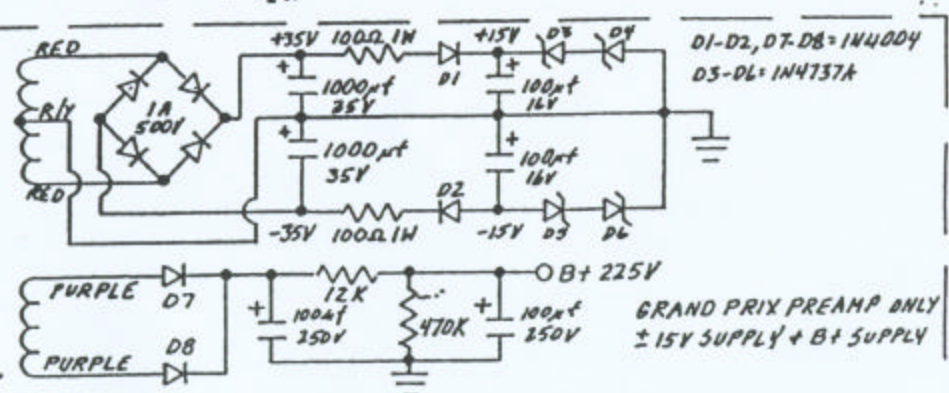 RED
R/Y
RED
1A
500V
+35V
100Ω 1W
D1
+15V
D3
D4
+
1000µf
35V
+
100µf
16V
+
1000µf
35V
+
100µf
16V
-35V
100Ω 1W
D2
-15V
D5
D6
D1-D2, D7-D8=1N4004
D3-D6=1N4737A
PURPLE
D7
PURPLE
D8
+
100µf
250V
12K
470K
+
100µf
250V
B+ 225V
GRAND PRIX PREAMP ONLY
±15V SUPPLY + B+ SUPPLY